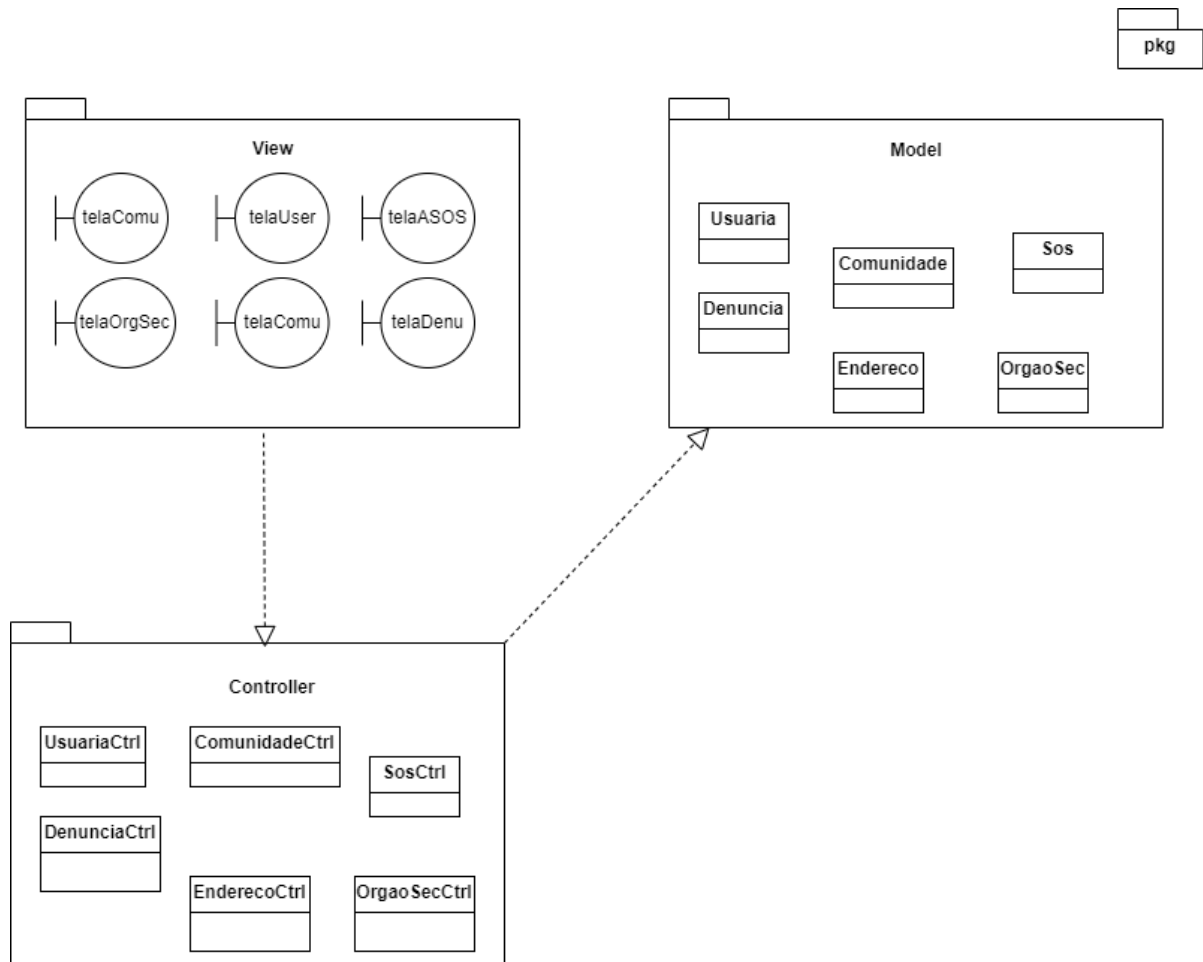 pkg
View
telaComu
telaUser
telaASOS
telaOrgSec
telaComu
telaDenu
Model
Usuaria
Comunidade
Sos
Denuncia
Endereco
OrgaoSec
Controller
UsuariaCtrl
ComunidadeCtrl
SosCtrl
DenunciaCtrl
EnderecoCtrl
OrgaoSecCtrl